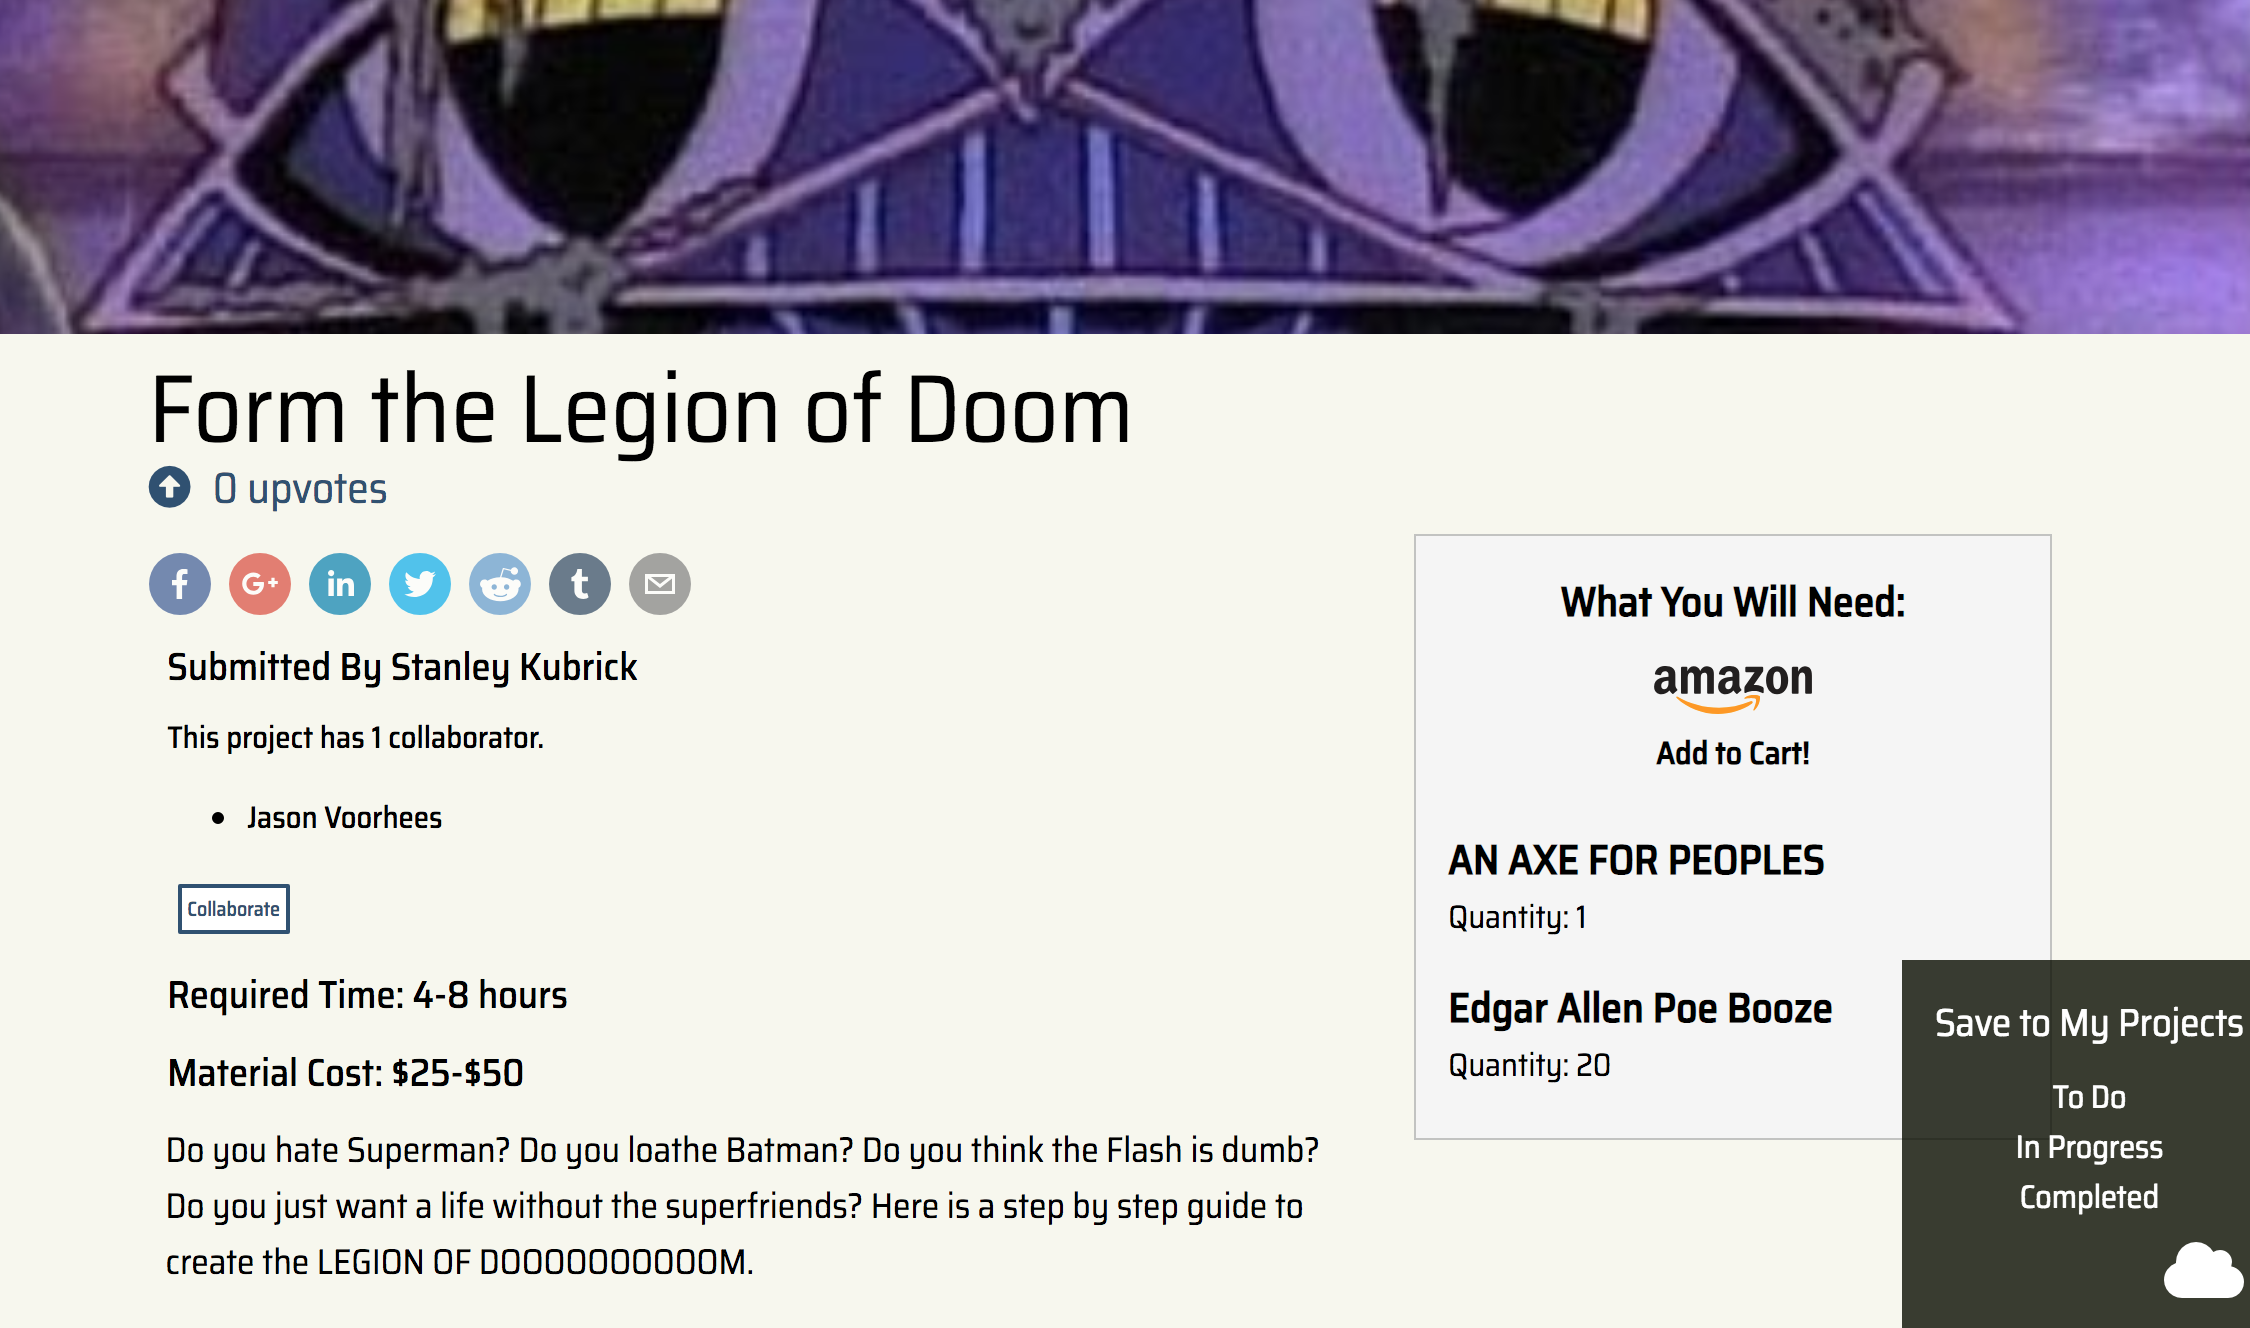 Form the Legion of Doom
0 upvotes
f G+ in t
Submitted By Stanley Kubrick
This project has 1 collaborator.
Jason Voorhees
Collaborate
Required Time: 4-8 hours
Material Cost: $25-$50
Do you hate Superman? Do you loathe Batman? Do you think the Flash is dumb?
Do you just want a life without the superfriends? Here is a step by step guide to
create the LEGION OF DOOOOOOOOOOM.
What You Will Need:
amazon
Add to Cart!
AN AXE FOR PEOPLES
Quantity: 1
Edgar Allen Poe Booze
Quantity: 20
Save to My Projects
To Do
In Progress
Completed